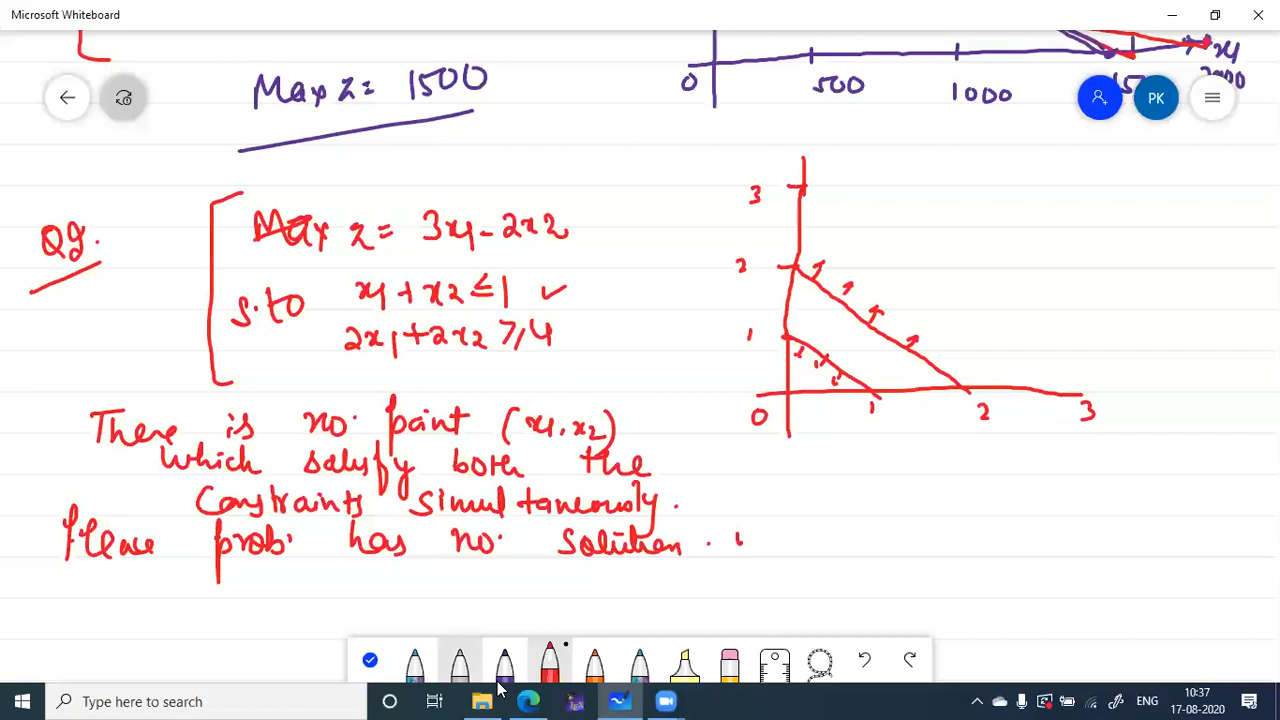 Microsoft Whiteboard
Max z = 1500
0 500 1000
x1
PK
Q2.
Max z = 3x1 - 2x2
s.to x1 + x2 ≤ 1 ✓
2x1 + 2x2 ≥ 4
There is no point (x1, x2)
which satisfy both the
Constraints simultaneously.
Hence prob. has no solution.
3
2
1
0 1 2 3
Type here to search
ENG
10:37
17-08-2020